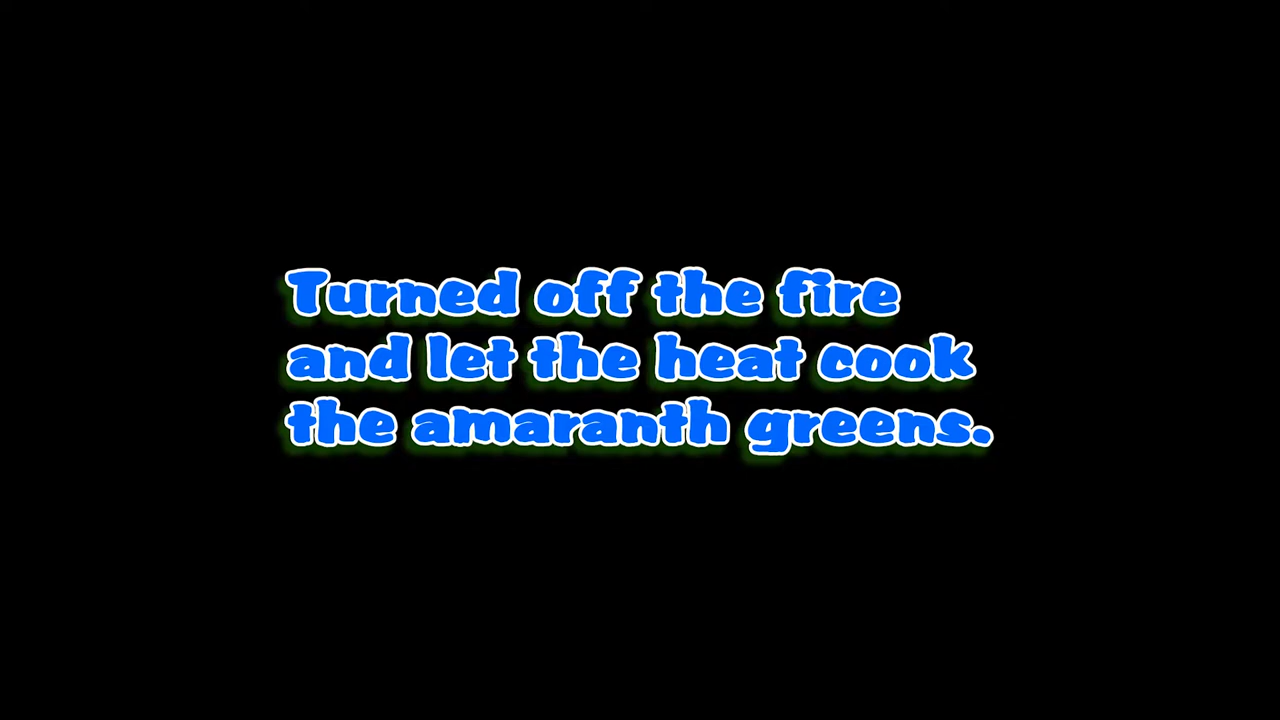 Turned off the fire
and let the heat cook
the amaranth greens.